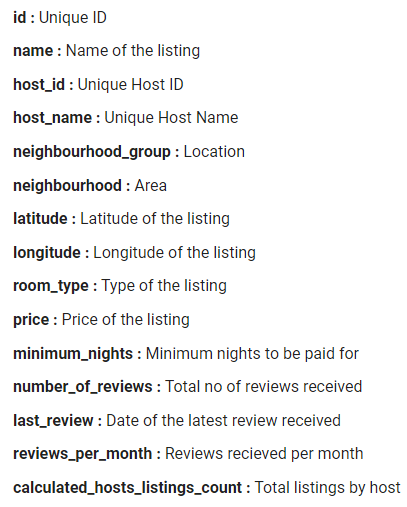 id : Unique ID
name : Name of the listing
host_id : Unique Host ID
host_name : Unique Host Name
neighbourhood_group : Location
neighbourhood : Area
latitude : Latitude of the listing
longitude : Longitude of the listing
room_type : Type of the listing
price : Price of the listing
minimum_nights : Minimum nights to be paid for
number_of_reviews : Total no of reviews received
last_review : Date of the latest review received
reviews_per_month : Reviews recieved per month
calculated_hosts_listings_count : Total listings by host